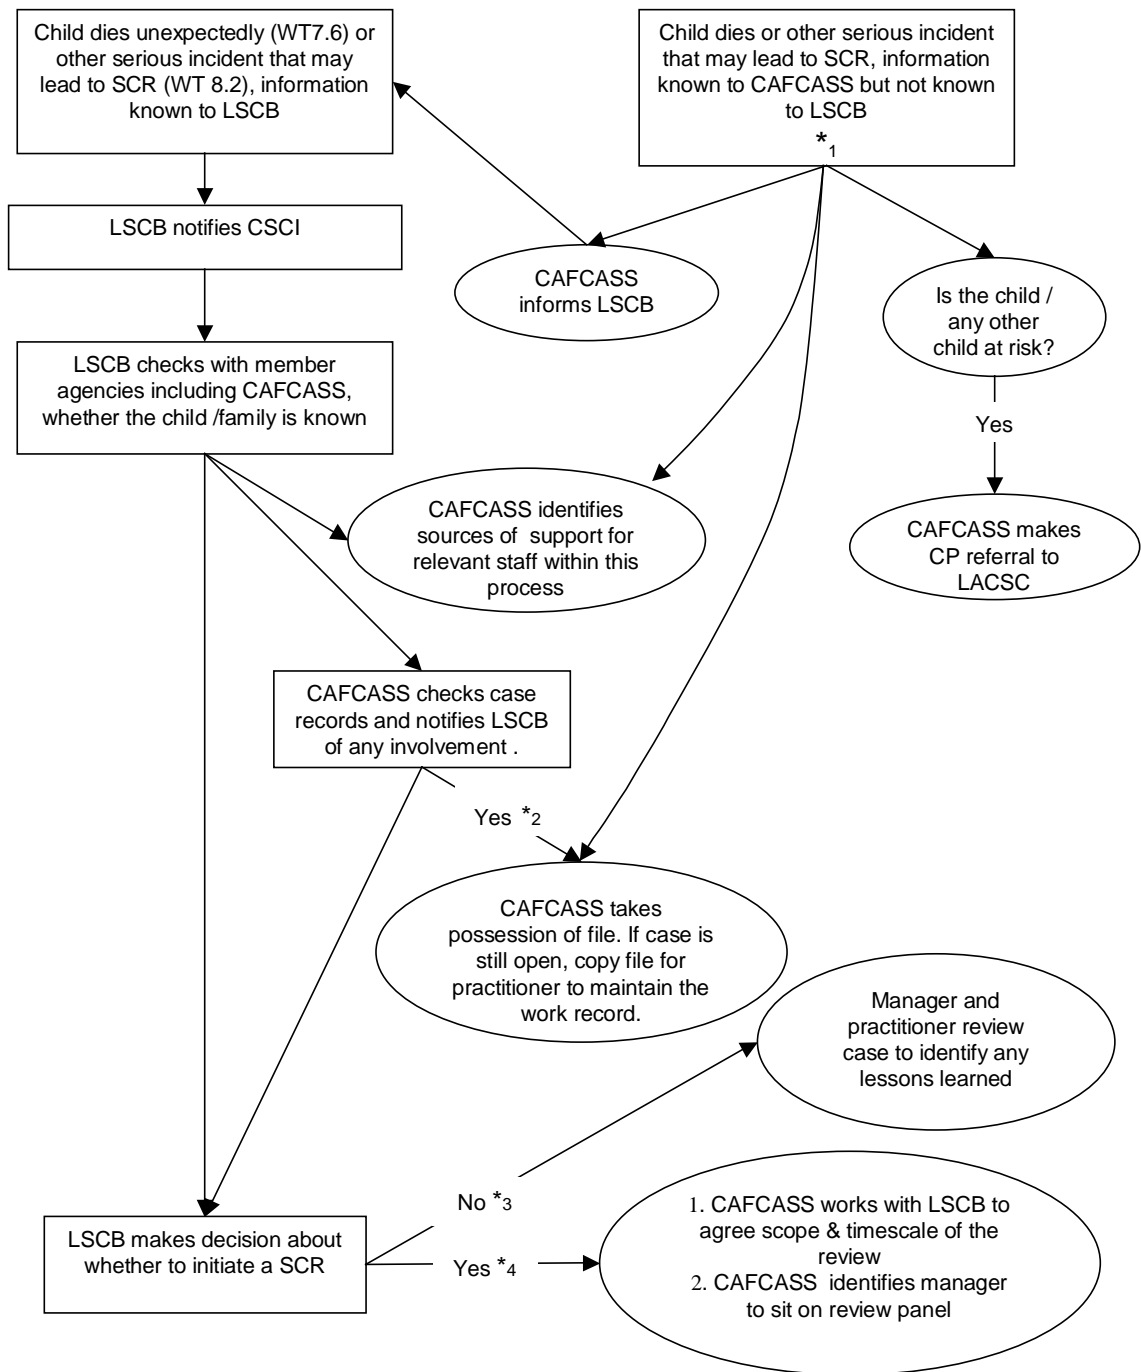 Child dies unexpectedly (WT7.6) or
other serious incident that may
lead to SCR (WT 8.2), information
known to LSCB
Child dies or other serious incident
that may lead to SCR, information
known to CAFCASS but not known
to LSCB
*1
LSCB notifies CSCI
CAFCASS
informs LSCB
Is the child /
any other
child at risk?
LSCB checks with member
agencies including CAFCASS,
whether the child /family is known
Yes
CAFCASS identifies
sources of support for
relevant staff within this
process
CAFCASS makes
CP referral to
LACSC
CAFCASS checks case
records and notifies LSCB
of any involvement .
Yes *2
CAFCASS takes
possession of file. If case is
still open, copy file for
practitioner to maintain the
work record.
Manager and
practitioner review
case to identify any
lessons learned
No *3
LSCB makes decision about
whether to initiate a SCR
Yes *4
1. CAFCASS works with LSCB to
agree scope & timescale of the
review
2. CAFCASS identifies manager
to sit on review panel